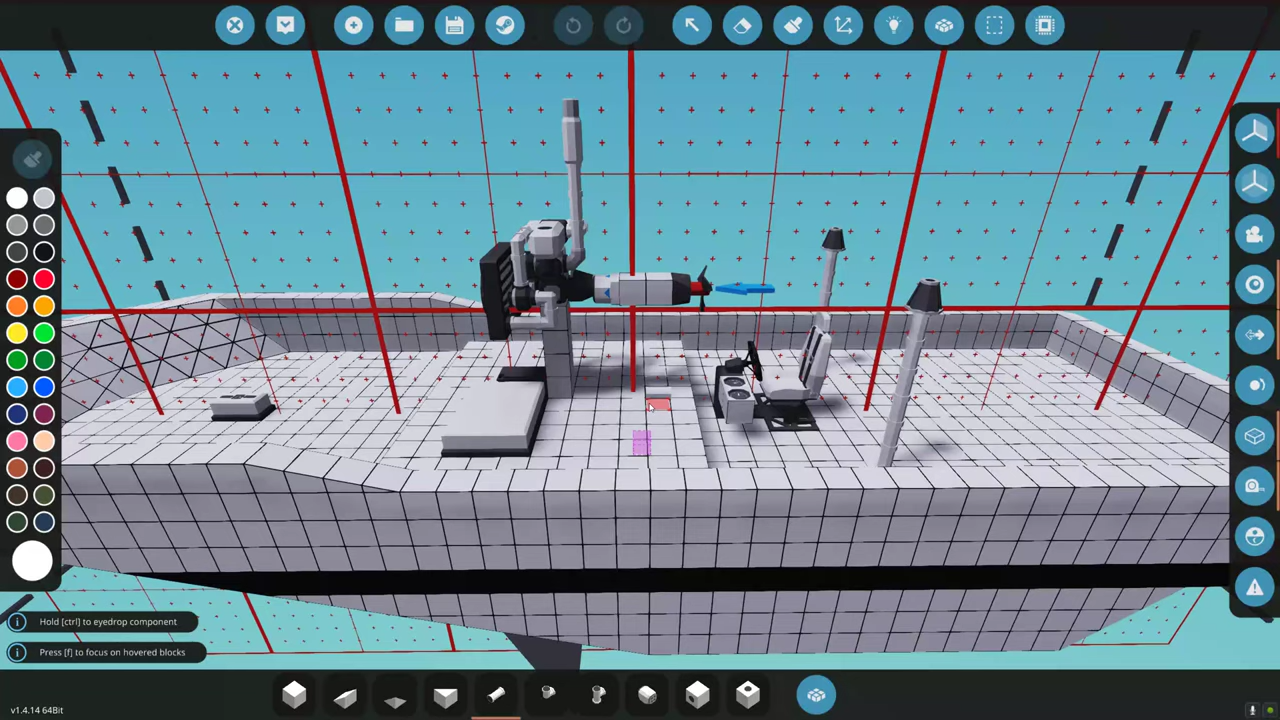 Hold [ctrl] to eyedrop component
Press [f] to focus on hovered blocks
v1.4.14 64Bit